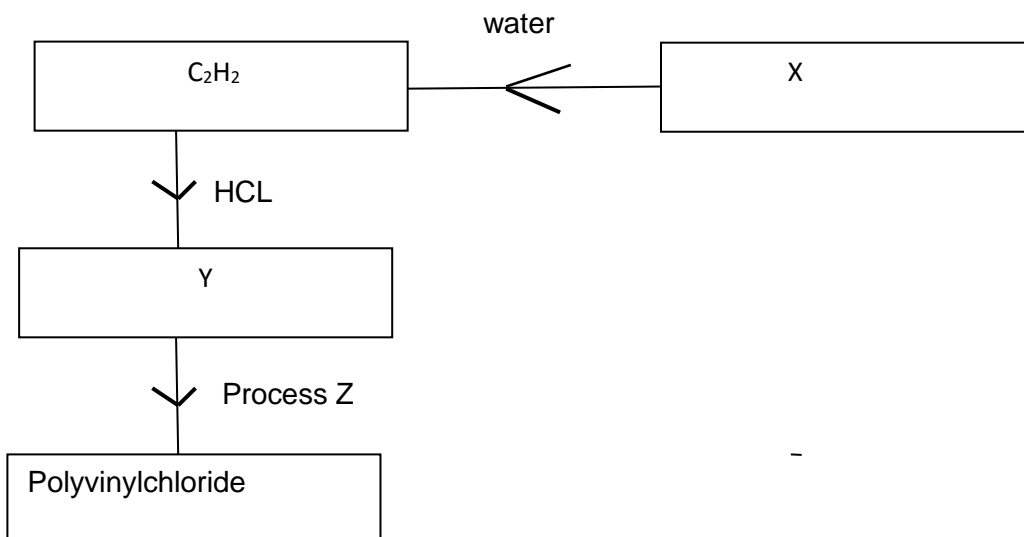 water
C₂H₂
X
HCL
Y
Process Z
Polyvinylchloride